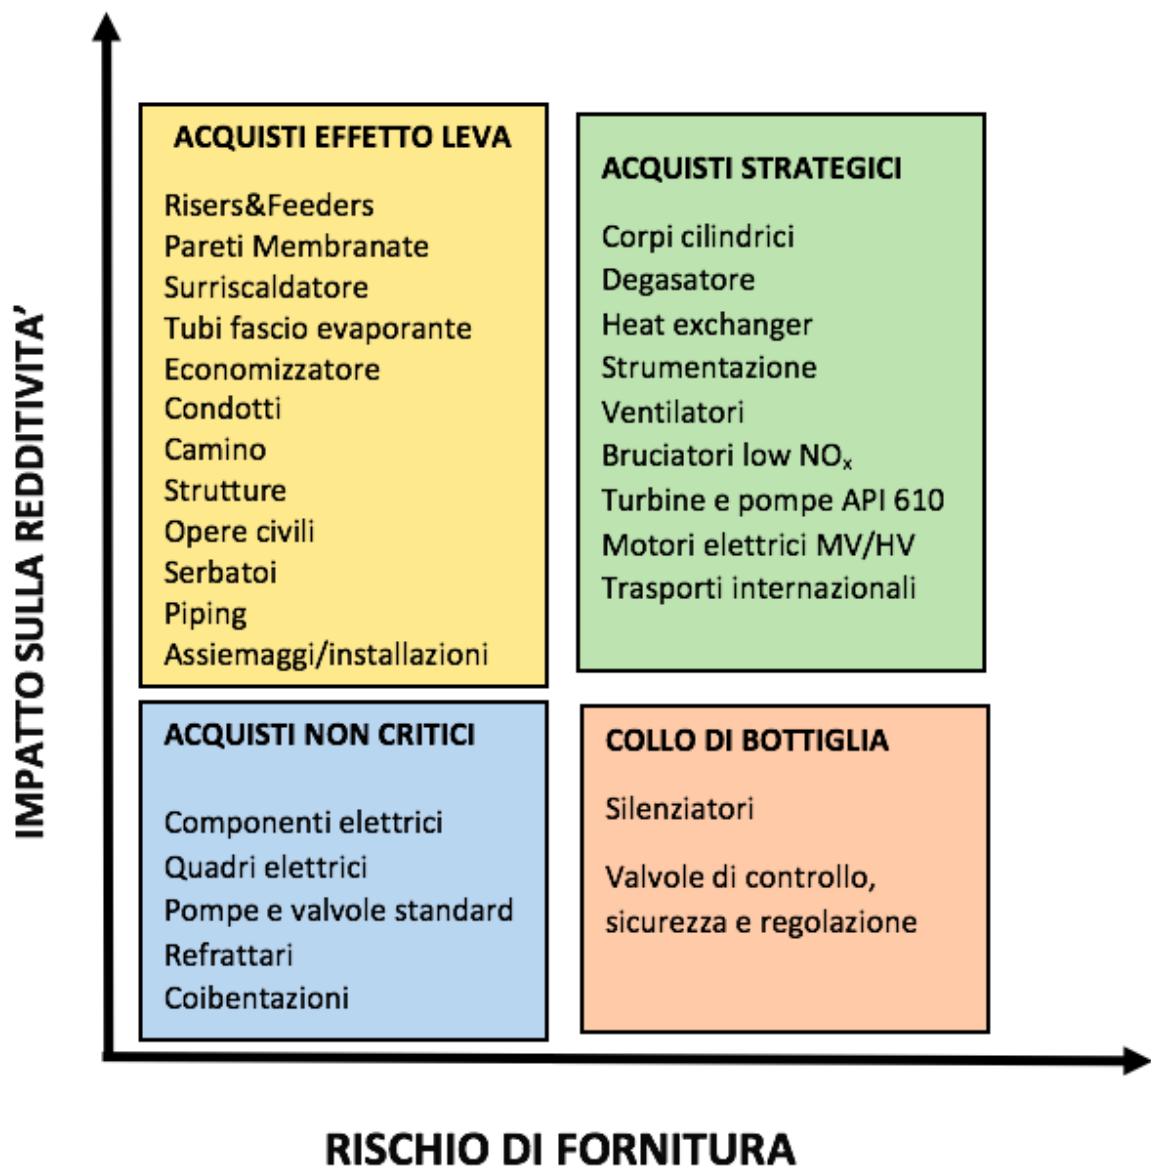 IMPATTO SULLA REDDITIVITA'
ACQUISTI EFFETTO LEVA
Risers&Feeders
Pareti Membranate
Surriscaldatore
Tubi fascio evaporante
Economizzatore
Condotti
Camino
Strutture
Opere civili
Serbatoi
Piping
Assiemaggi/installazioni
ACQUISTI STRATEGICI
Corpi cilindrici
Degasatore
Heat exchanger
Strumentazione
Ventilatori
Bruciatori low NOₓ
Turbine e pompe API 610
Motori elettrici MV/HV
Trasporti internazionali
ACQUISTI NON CRITICI
Componenti elettrici
Quadri elettrici
Pompe e valvole standard
Refrattari
Coibentazioni
COLLO DI BOTTIGLIA
Silenziatori
Valvole di controllo,
sicurezza e regolazione
RISCHIO DI FORNITURA